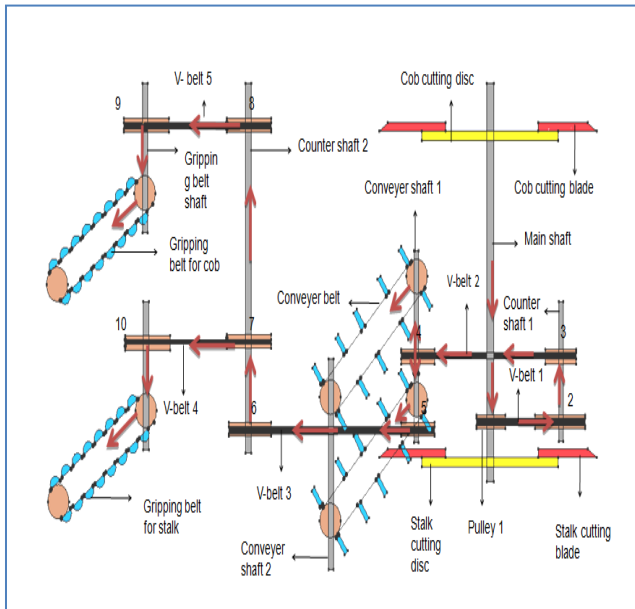 V- belt 5
9
8
Cob cutting disc
Grippin
g belt
shaft
Counter shaft 2
Conveyer shaft 1
Cob cutting blade
Gripping
belt for cob
Conveyer belt
Main shaft
V-belt 2
Counter
shaft 1
10
7
4
3
V-belt 1
V-belt 4
6
5
2
V-belt 3
Gripping belt
for stalk
Conveyer
shaft 2
Stalk
cutting
disc
Pulley 1
Stalk cutting
blade